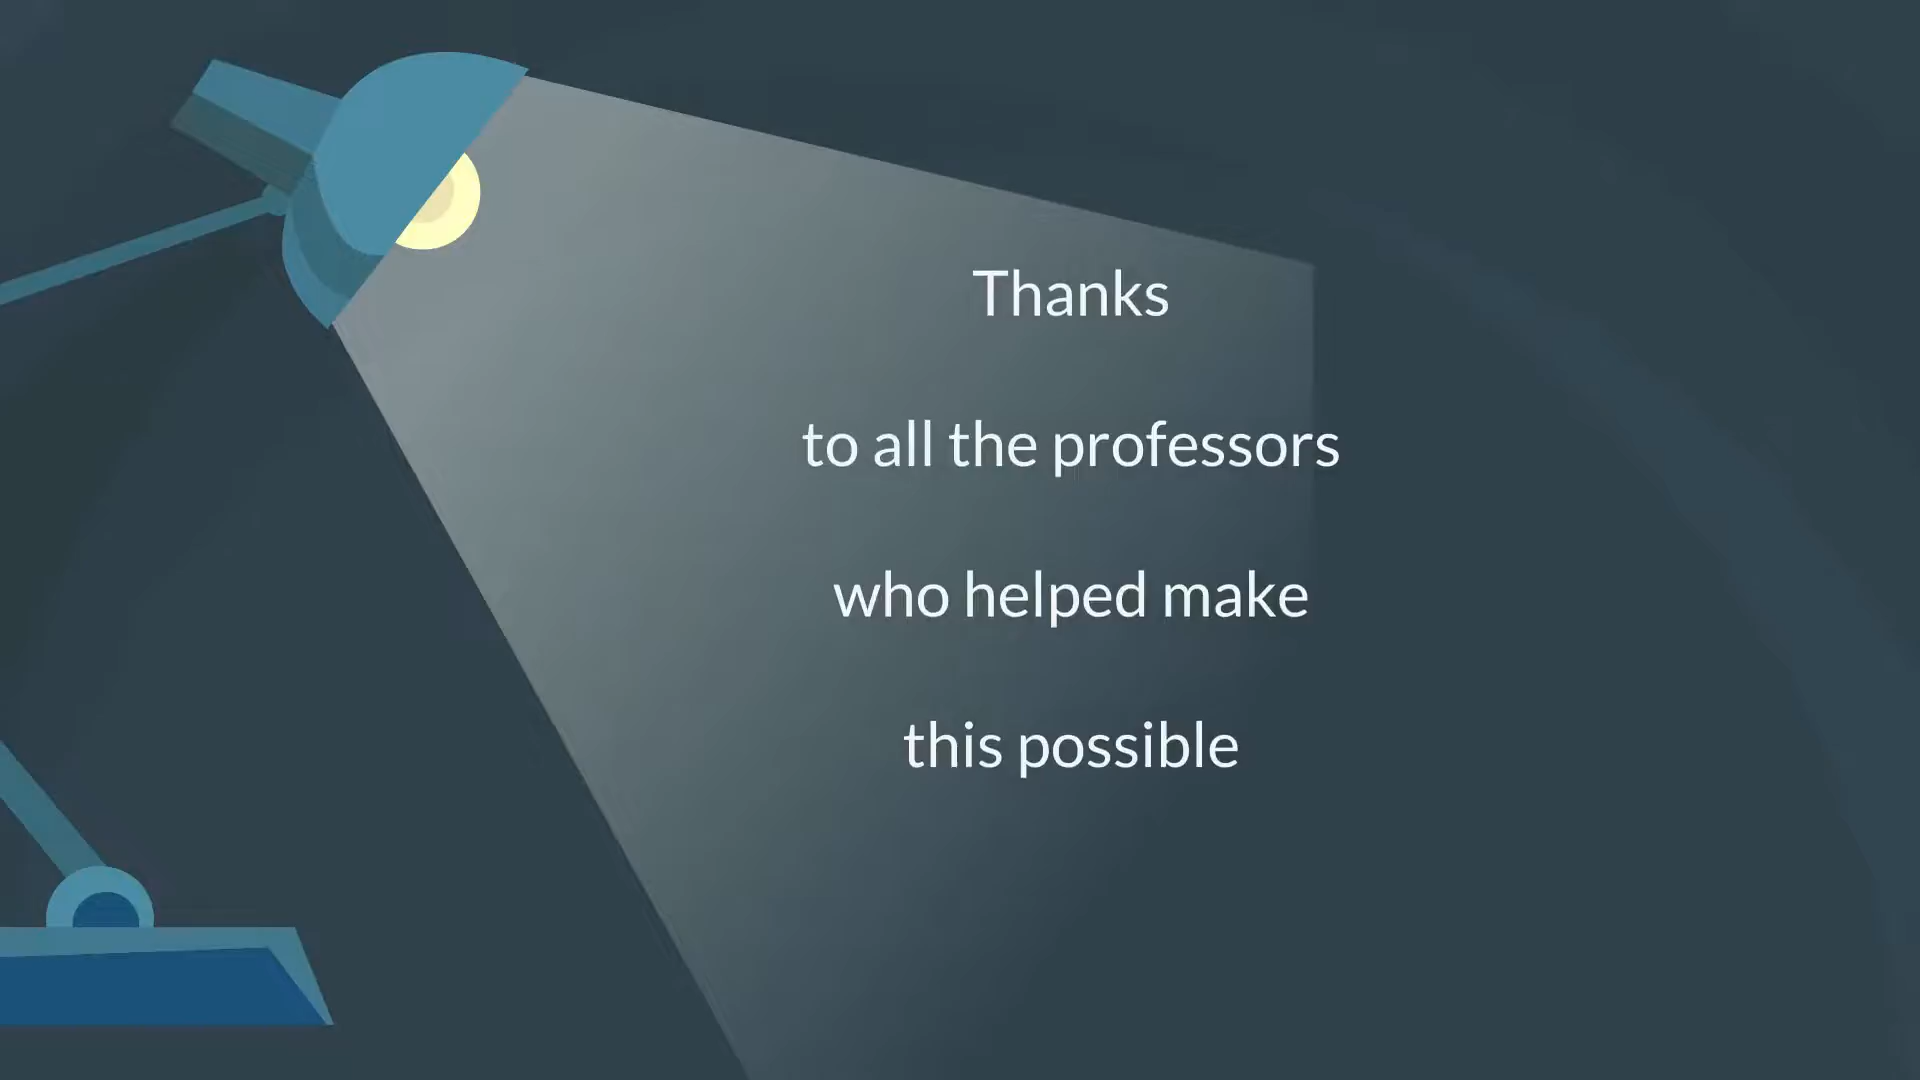 Thanks
to all the professors
who helped make
this possible